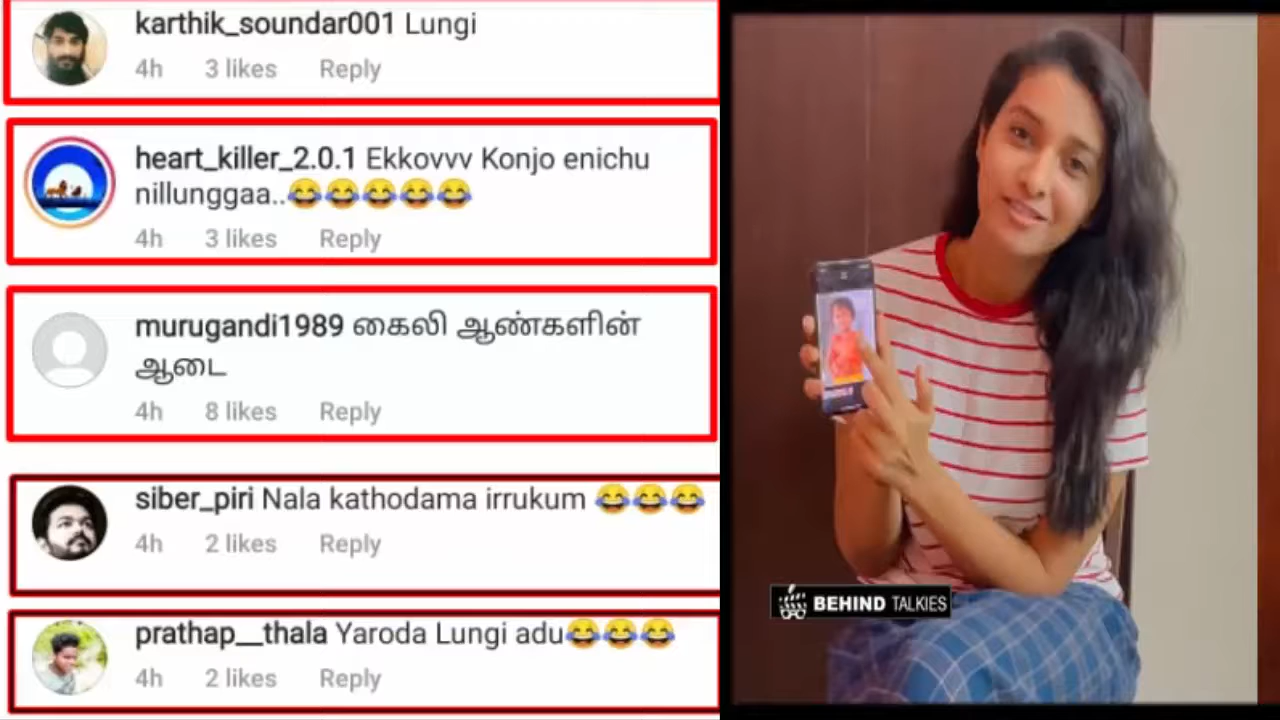 karthik_soundar001 Lungi
4h 3 likes Reply
heart_killer_2.0.1 Ekkovvv Konjo enichu
nillunggaa..😂😂😂😂😂
4h 3 likes Reply
murugandi1989 கைலி ஆண்களின்
ஆடை
4h 8 likes Reply
siber_piri Nala kathodama irrukum 😂😂😂
4h 2 likes Reply
prathap__thala Yaroda Lungi adu😂😂😂
4h 2 likes Reply
BEHIND TALKIES